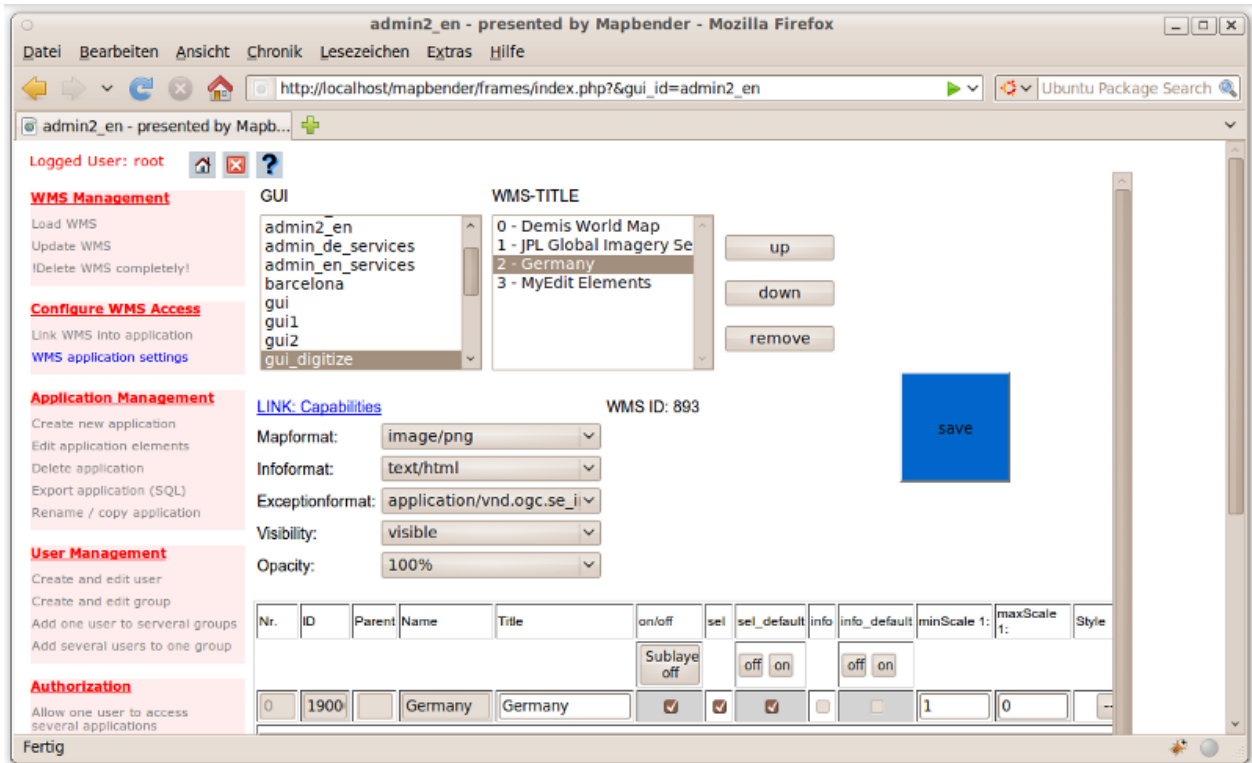 admin2_en - presented by Mapbender - Mozilla Firefox
Datei Bearbeiten Ansicht Chronik Lesezeichen Extras Hilfe
http://localhost/mapbender/frames/index.php?&gui_id=admin2_en
Ubuntu Package Search
admin2_en - presented by Mapb...
Logged User: root
WMS Management
Load WMS
Update WMS
!Delete WMS completely!
Configure WMS Access
Link WMS into application
WMS application settings
Application Management
Create new application
Edit application elements
Delete application
Export application (SQL)
Rename / copy application
User Management
Create and edit user
Create and edit group
Add one user to serveral groups
Add several users to one group
Authorization
Allow one user to access
several applications
GUI
admin2_en
admin_de_services
admin_en_services
barcelona
gui
gui1
gui2
gui_digitize
WMS-TITLE
0 - Demis World Map
1 - JPL Global Imagery Se
2 - Germany
3 - MyEdit Elements
up
down
remove
save
LINK: Capabilities
WMS ID: 893
Mapformat: image/png
Infoformat: text/html
Exceptionformat: application/vnd.ogc.se_i
Visibility: visible
Opacity: 100%
Nr. ID Parent Name Title on/off sel sel_default info info_default minScale 1: maxScale 1: Style
Sublaye off off on off on
0 1900 Germany Germany 1 0 --
Fertig